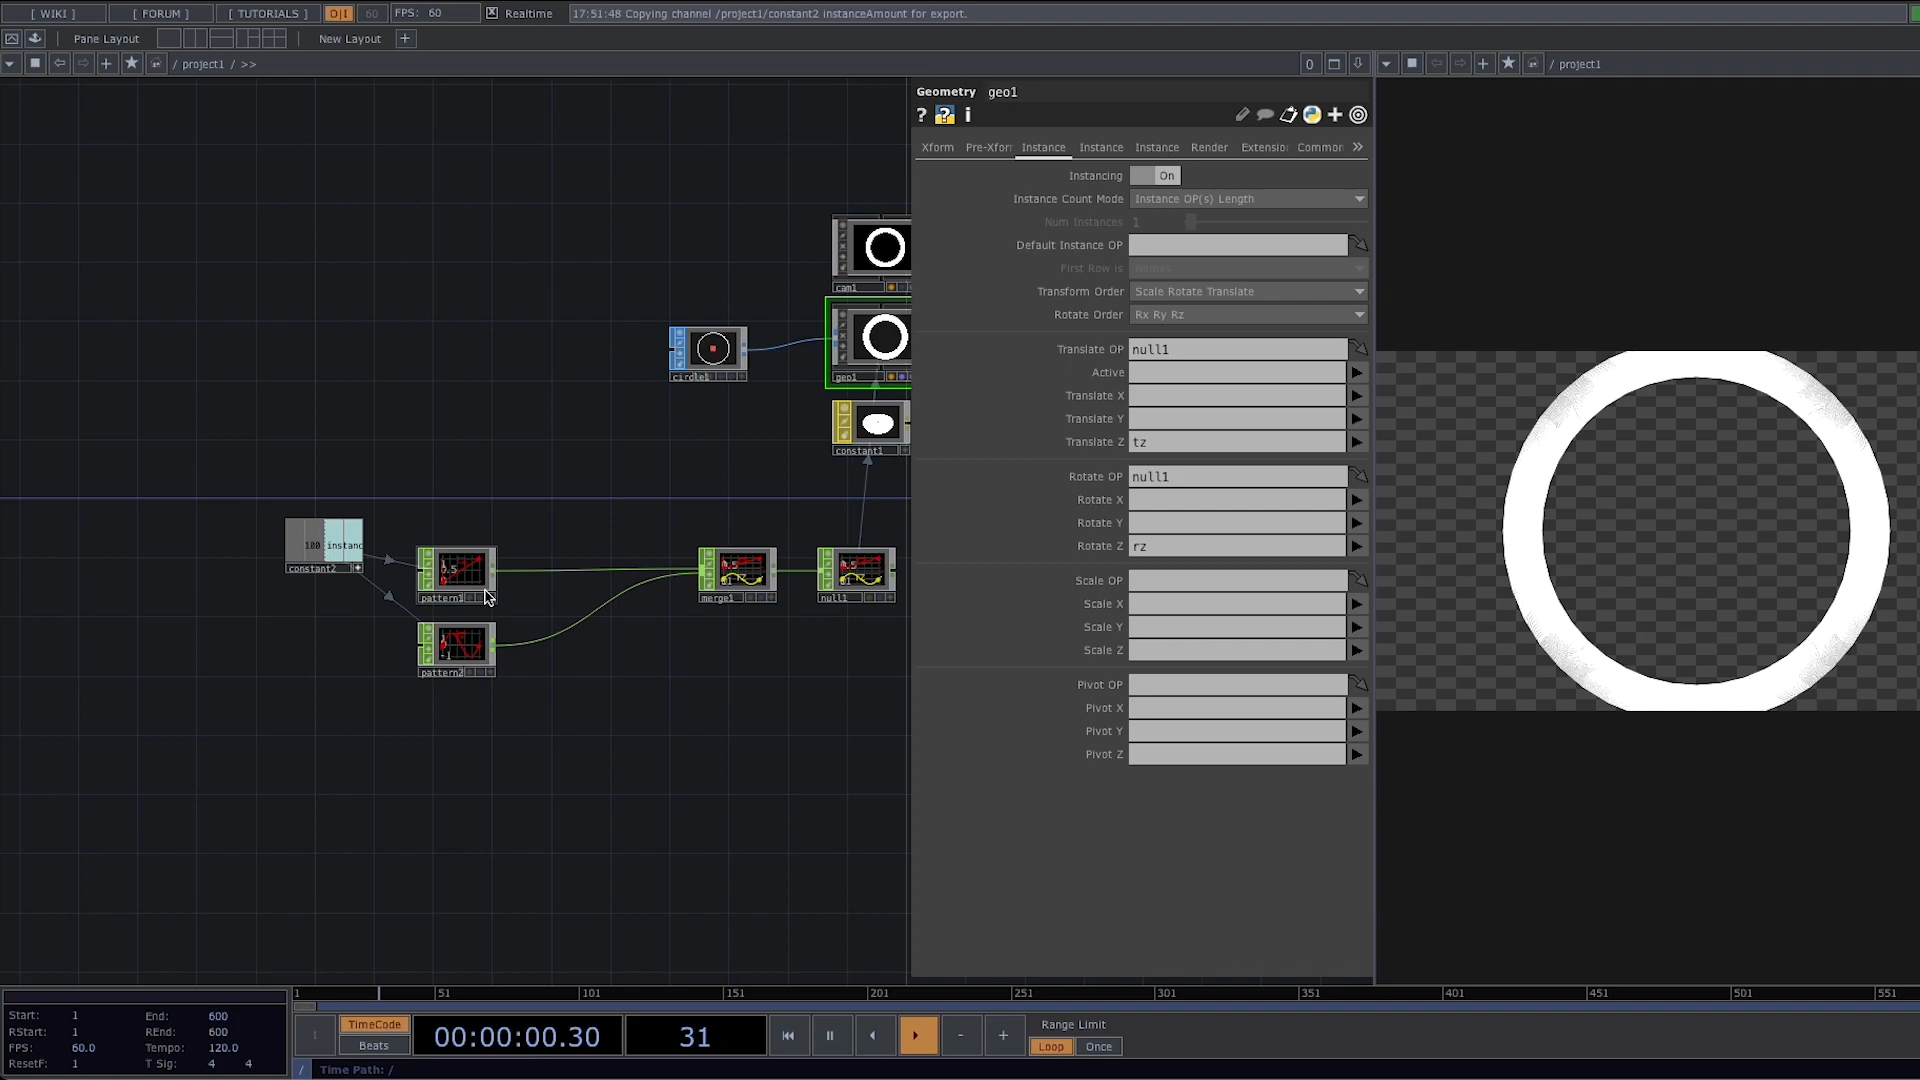 [ WIKI ] [ FORUM ] [ TUTORIALS ] O|I 60 FPS: 60 Realtime 17:51:48 Copying channel /project1/constant2 instanceAmount for export.
Pane Layout New Layout +
/ project1 / >> 0 / project1
Geometry geo1
? ? i
Xform Pre-Xfor Instance Instance Instance Render Extensio Common
Instancing On
Instance Count Mode Instance OP(s) Length
Num Instances 1
Default Instance OP
First Row is Names
Transform Order Scale Rotate Translate
Rotate Order Rx Ry Rz
Translate OP null1
Active
Translate X
Translate Y
Translate Z tz
Rotate OP null1
Rotate X
Rotate Y
Rotate Z rz
Scale OP
Scale X
Scale Y
Scale Z
Pivot OP
Pivot X
Pivot Y
Pivot Z
cam1
circle1
geo1
constant1
100 instanc
constant2
pattern1
merge1
null1
pattern2
1 51 101 151 201 251 301 351 401 451 501 551
Start: 1 End: 600
RStart: 1 REnd: 600
FPS: 60.0 Tempo: 120.0
ResetF: 1 T Sig: 4 4
TimeCode
Beats
00:00:00.30
31
- +
Range Limit
Loop Once
/ Time Path: /